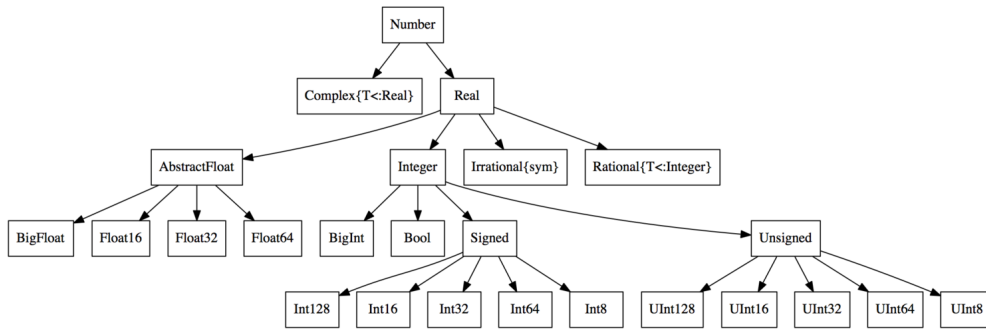 Number
Complex{T<:Real}
Real
AbstractFloat
Integer
Irrational{sym}
Rational{T<:Integer}
BigFloat
Float16
Float32
Float64
BigInt
Bool
Signed
Unsigned
Int128
Int16
Int32
Int64
Int8
UInt128
UInt16
UInt32
UInt64
UInt8